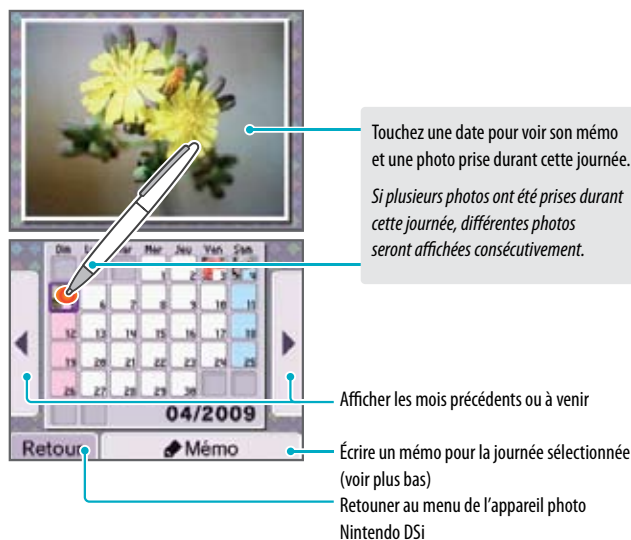 Touchez une date pour voir son mémo
et une photo prise durant cette journée.
Si plusieurs photos ont été prises durant
cette journée, différentes photos
seront affichées consécutivement.
Dim Mer Jeu Ven Sam
1 2 3 4
6 7 8 9 10 11
12 13 14 15 16 17 18
19 20 21 22 23 24 25
26 27 28 29 30
04/2009
Retour Mémo
Afficher les mois précédents ou à venir
Écrire un mémo pour la journée sélectionnée
(voir plus bas)
Retouner au menu de l'appareil photo
Nintendo DSi